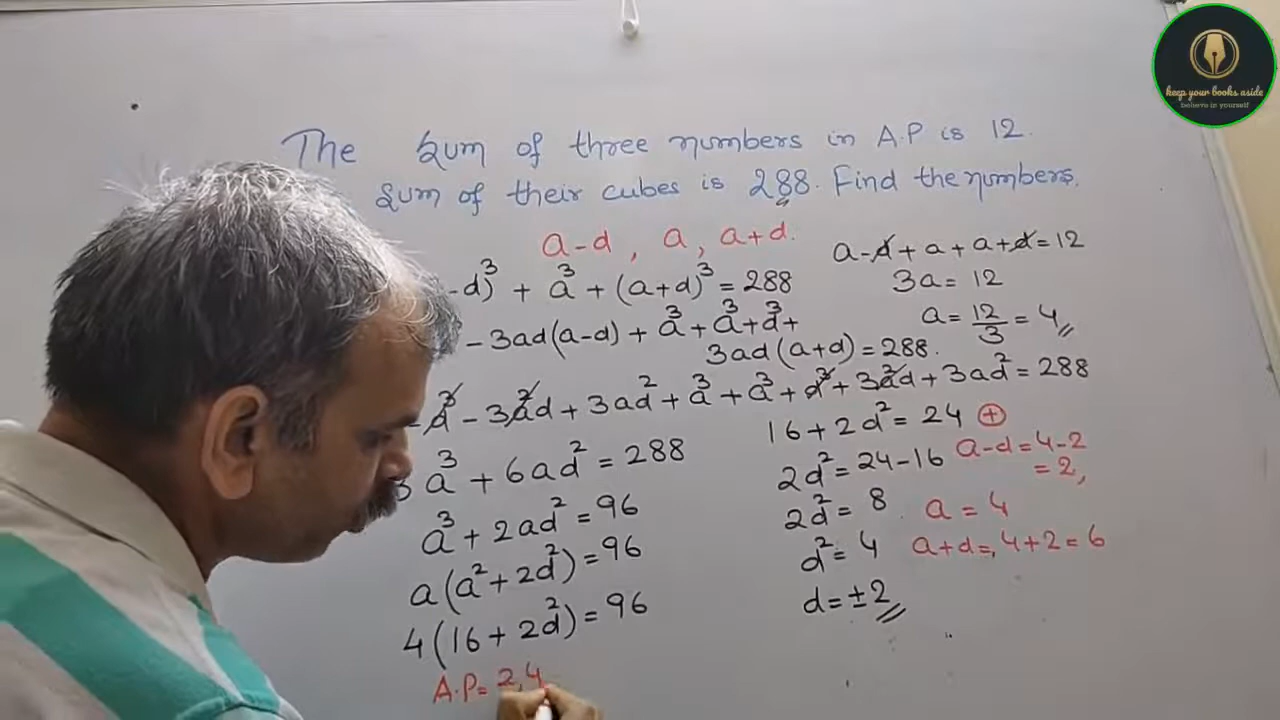 The sum of three numbers in A.P is 12.
sum of their cubes is 288. Find the numbers.
a-d, a, a+d.
-d)³ + a³ + (a+d)³ = 288
- 3ad(a-d) + a³ + a³ + d³ +
3ad(a+d) = 288.
-d³ - 3a²d + 3ad² + a³ + a³ + d³ + 3a²d + 3ad² = 288
3a³ + 6ad² = 288
a³ + 2ad² = 96
a(a² + 2d²) = 96
4(16 + 2d²) = 96
A.P = 2,4
a-d+a+a+d=12
3a = 12
a = 12/3 = 4
16 + 2d² = 24
2d² = 24-16
2d² = 8
d² = 4
d = ±2
+
a-d = 4-2
= 2,
a = 4
a+d =, 4+2 = 6
keep your books aside
believe in yourself